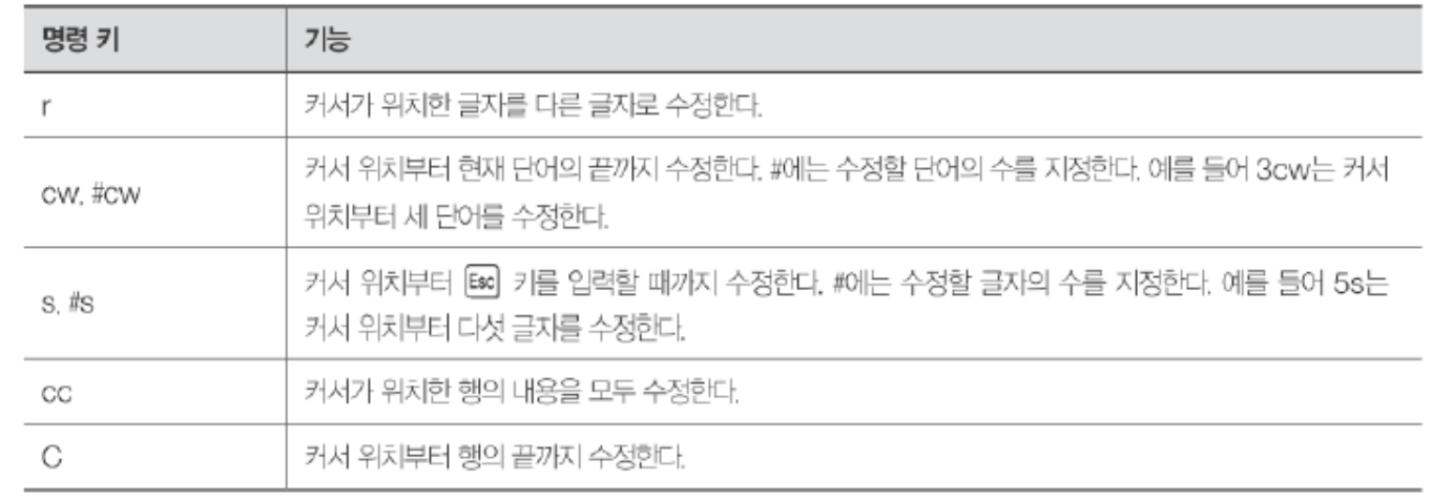 명령 키 기능
r 커서가 위치한 글자를 다른 글자로 수정한다.
cw, #cw 커서 위치부터 현재 단어의 끝까지 수정한다. #에는 수정할 단어의 수를 지정한다. 예를 들어 3cw는 커서
위치부터 세 단어를 수정한다.
s, #s 커서 위치부터 Esc 키를 입력할 때까지 수정한다. #에는 수정할 글자의 수를 지정한다. 예를 들어 5s는
커서 위치부터 다섯 글자를 수정한다.
cc 커서가 위치한 행의 내용을 모두 수정한다.
C 커서 위치부터 행의 끝까지 수정한다.